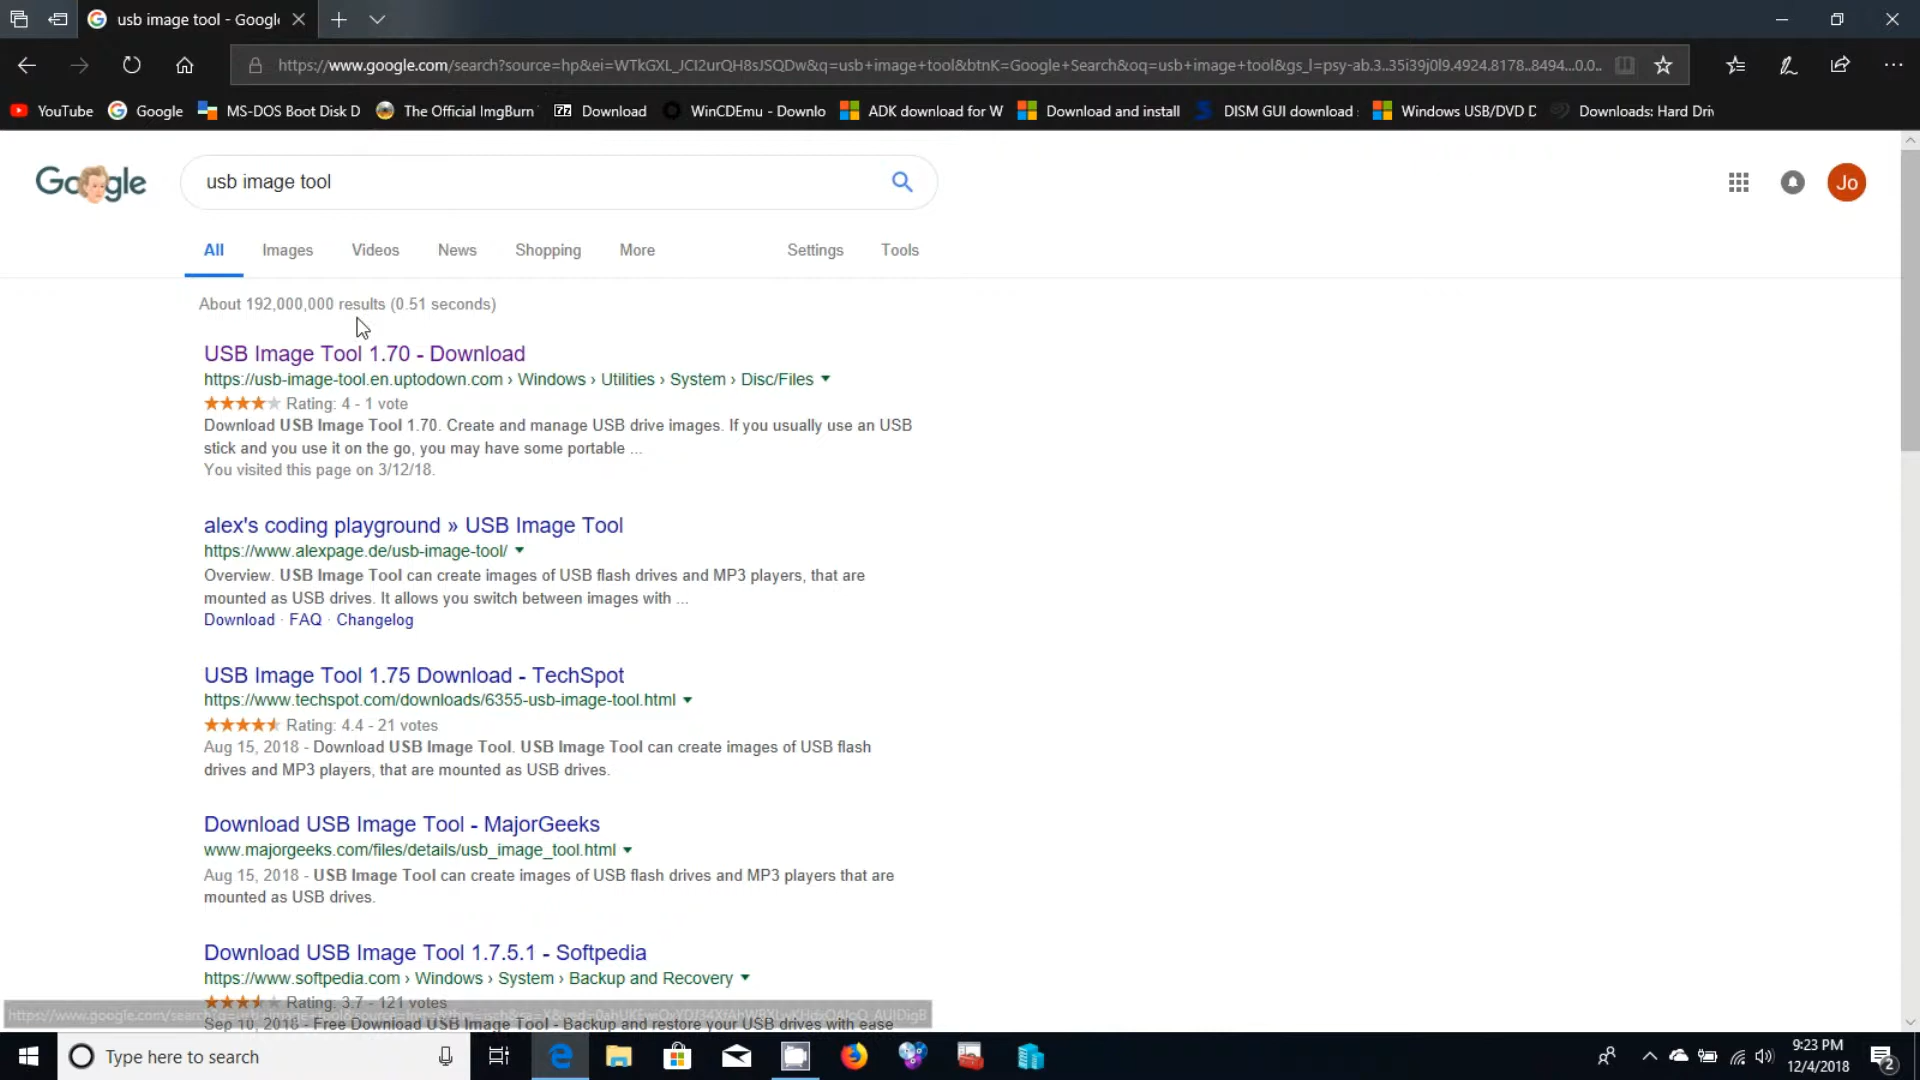 usb image tool - Googl
https://www.google.com/search?source=hp&ei=WTkGXL_JCI2urQH8sJSQDw&q=usb+image+tool&btnK=Google+Search&oq=usb+image+tool&gs_l=psy-ab.3..35i39j0l9.4924.8178..8494...0.0..
YouTube Google MS-DOS Boot Disk D The Official ImgBurn 7z Download WinCDEmu - Downlo ADK download for W Download and install DISM GUI download Windows USB/DVD D Downloads: Hard Driv
Google usb image tool Jo
All Images Videos News Shopping More Settings Tools
About 192,000,000 results (0.51 seconds)
USB Image Tool 1.70 - Download
https://usb-image-tool.en.uptodown.com › Windows › Utilities › System › Disc/Files
Rating: 4 - 1 vote
Download USB Image Tool 1.70. Create and manage USB drive images. If you usually use an USB
stick and you use it on the go, you may have some portable ...
You visited this page on 3/12/18.
alex's coding playground » USB Image Tool
https://www.alexpage.de/usb-image-tool/
Overview. USB Image Tool can create images of USB flash drives and MP3 players, that are
mounted as USB drives. It allows you switch between images with ...
Download · FAQ · Changelog
USB Image Tool 1.75 Download - TechSpot
https://www.techspot.com/downloads/6355-usb-image-tool.html
Rating: 4.4 - 21 votes
Aug 15, 2018 - Download USB Image Tool. USB Image Tool can create images of USB flash
drives and MP3 players, that are mounted as USB drives.
Download USB Image Tool - MajorGeeks
www.majorgeeks.com/files/details/usb_image_tool.html
Aug 15, 2018 - USB Image Tool can create images of USB flash drives and MP3 players that are
mounted as USB drives.
Download USB Image Tool 1.7.5.1 - Softpedia
https://www.softpedia.com › Windows › System › Backup and Recovery
Rating: 3.7 - 121 votes
Sep 10, 2018 - Free Download USB Image Tool - Backup and restore your USB drives with ease
Type here to search
9:23 PM
12/4/2018
2